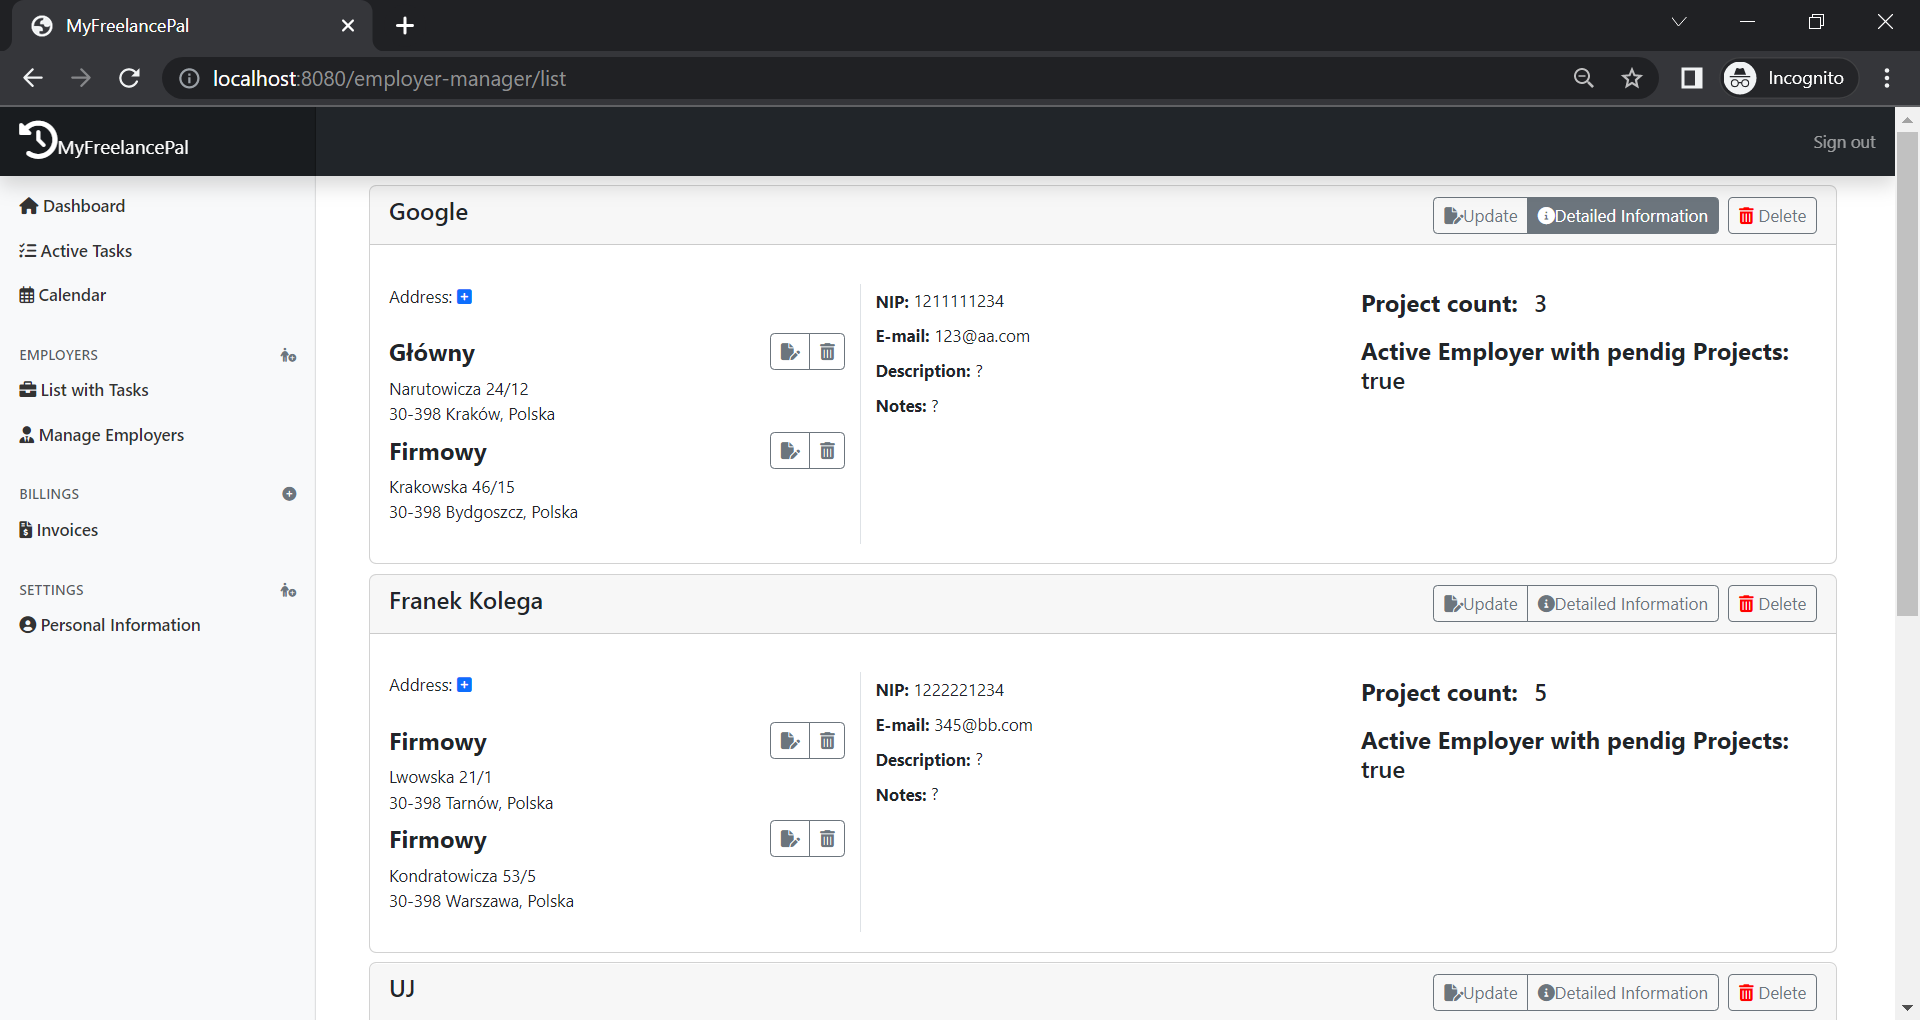 MyFreelancePal
localhost:8080/employer-manager/list
Incognito
MyFreelancePal
Sign out
Dashboard
Active Tasks
Calendar
EMPLOYERS
List with Tasks
Manage Employers
BILLINGS
Invoices
SETTINGS
Personal Information
Google
Update
Detailed Information
Delete
Address:
Główny
Narutowicza 24/12
30-398 Kraków, Polska
Firmowy
Krakowska 46/15
30-398 Bydgoszcz, Polska
NIP: 1211111234
E-mail: 123@aa.com
Description: ?
Notes: ?
Project count: 3
Active Employer with pendig Projects:
true
Franek Kolega
Update
Detailed Information
Delete
Address:
Firmowy
Lwowska 21/1
30-398 Tarnów, Polska
Firmowy
Kondratowicza 53/5
30-398 Warszawa, Polska
NIP: 1222221234
E-mail: 345@bb.com
Description: ?
Notes: ?
Project count: 5
Active Employer with pendig Projects:
true
UJ
Update
Detailed Information
Delete